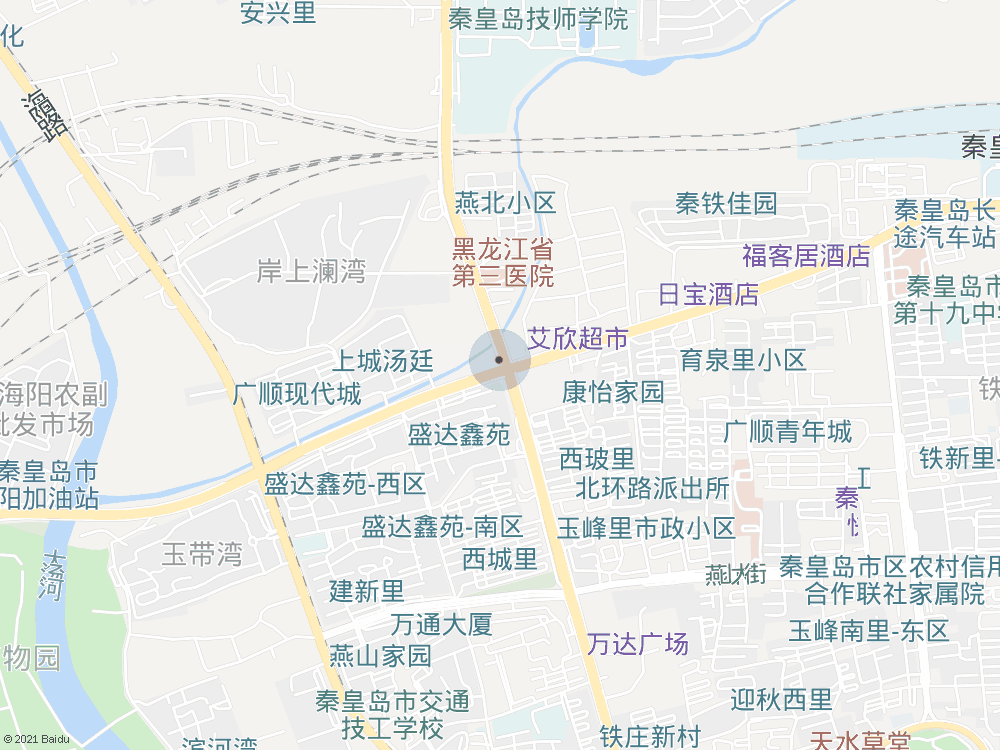 安兴里
秦皇岛技师学院
化
海阳路
秦皇
燕北小区
秦铁佳园
秦皇岛长
途汽车站
黑龙江省
第三医院
福客居酒店
岸上澜湾
日宝酒店
秦皇岛市
第十九中学
艾欣超市
上城汤廷
育泉里小区
海阳农副
批发市场
广顺现代城
康怡家园
铁
盛达鑫苑
广顺青年城
西玻里
铁新里-
秦皇岛市
阳加油站
盛达鑫苑-西区
北环路派出所
工
秦
盛达鑫苑-南区
玉峰里市政小区
玉带湾
西城里
汤河
燕山大街
秦皇岛市区农村信用
合作联社家属院
建新里
万通大厦
玉峰南里-东区
万达广场
物园
燕山家园
秦皇岛市交通
技工学校
迎秋西里
滨河湾
铁庄新村
天水草堂
© 2021 Baidu